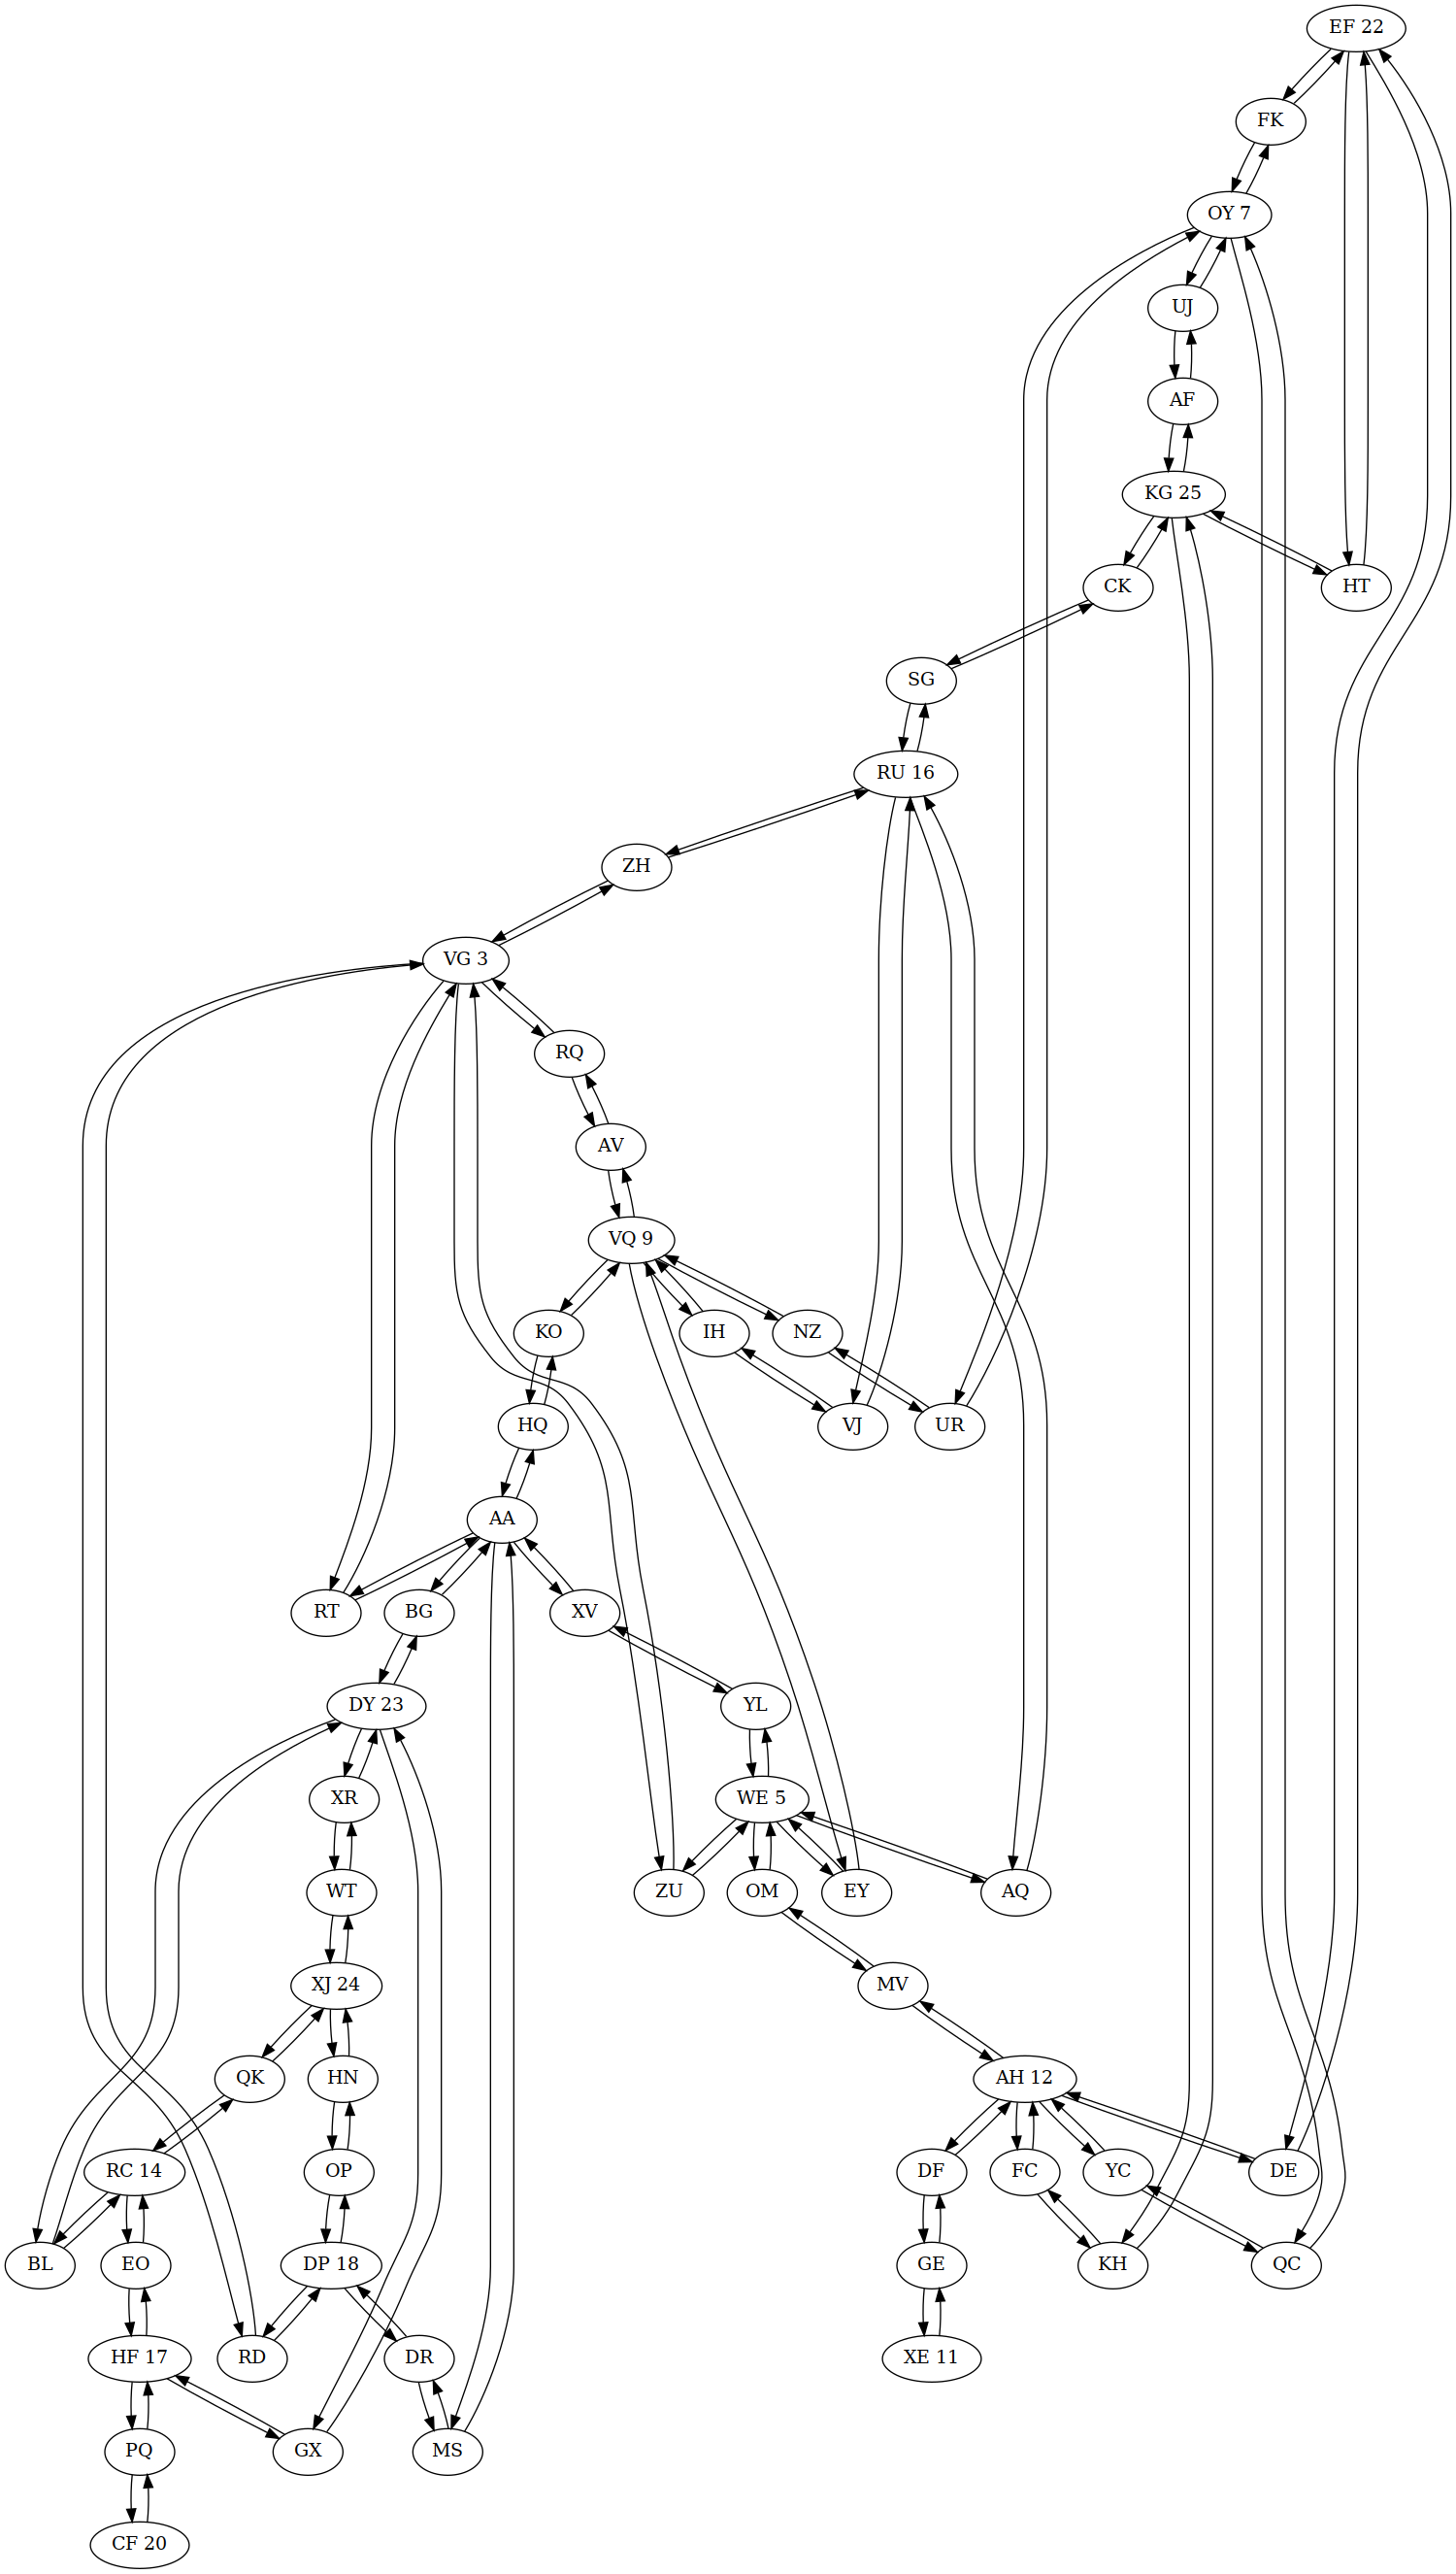 EF 22
FK
OY 7
UJ
AF
KG 25
CK
HT
SG
RU 16
ZH
VG 3
RQ
AV
VQ 9
KO
IH
NZ
HQ
VJ
UR
AA
RT
BG
XV
DY 23
YL
XR
WE 5
WT
ZU
OM
EY
AQ
XJ 24
MV
QK
HN
AH 12
RC 14
OP
DF
FC
YC
DE
BL
EO
DP 18
GE
KH
QC
HF 17
RD
DR
XE 11
PQ
GX
MS
CF 20